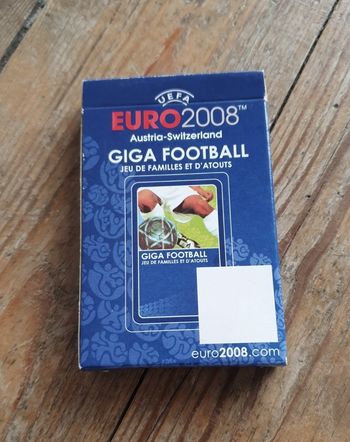 UEFA
EURO2008™
Austria-Switzerland
GIGA FOOTBALL
JEU DE FAMILLES ET D'ATOUTS
GIGA FOOTBALL
JEU DE FAMILLES ET D'ATOUTS
euro2008.com